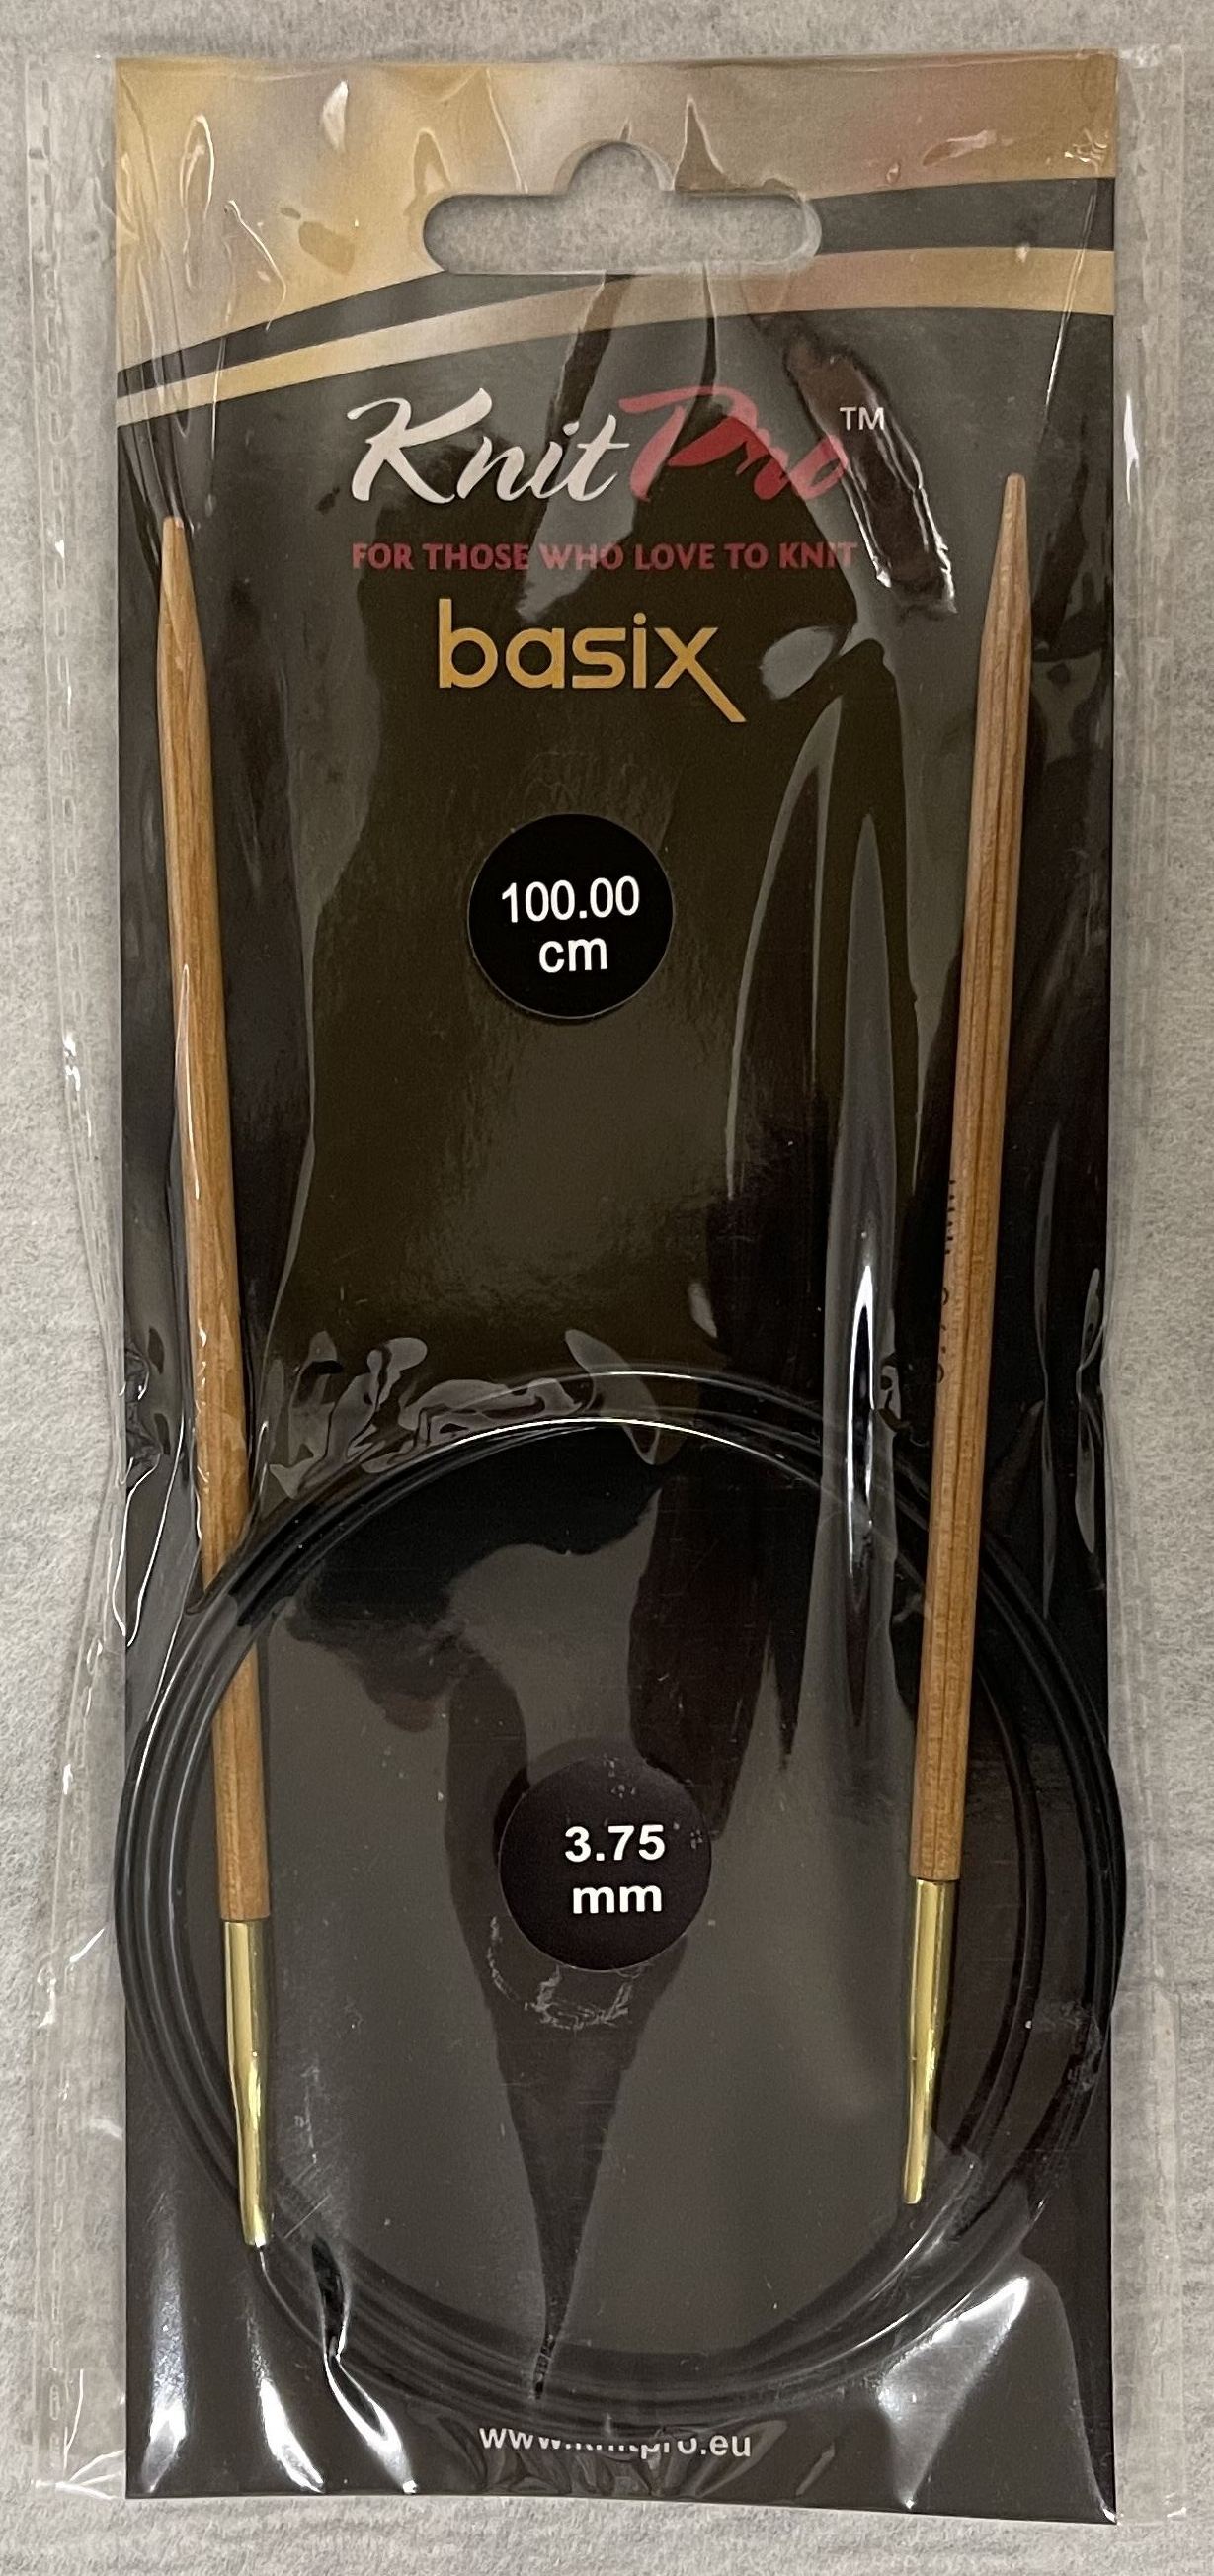 KnitPro™
FOR THOSE WHO LOVE TO KNIT
basix
100.00
cm
3.75
mm
www.knitpro.eu